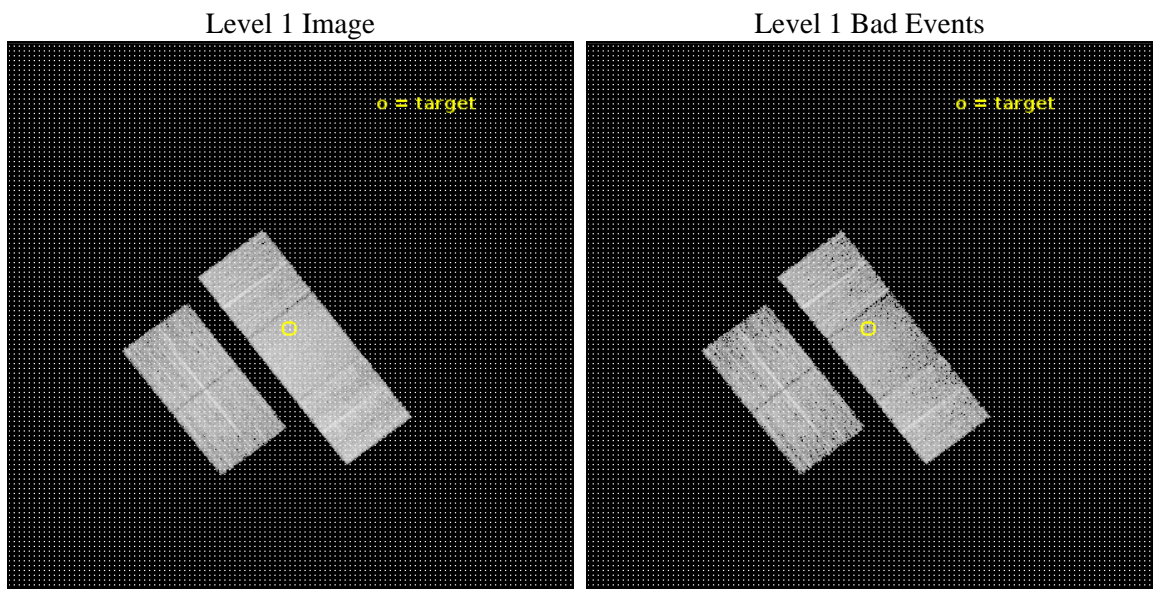 Level 1 Image
Level 1 Bad Events
o = target
o = target